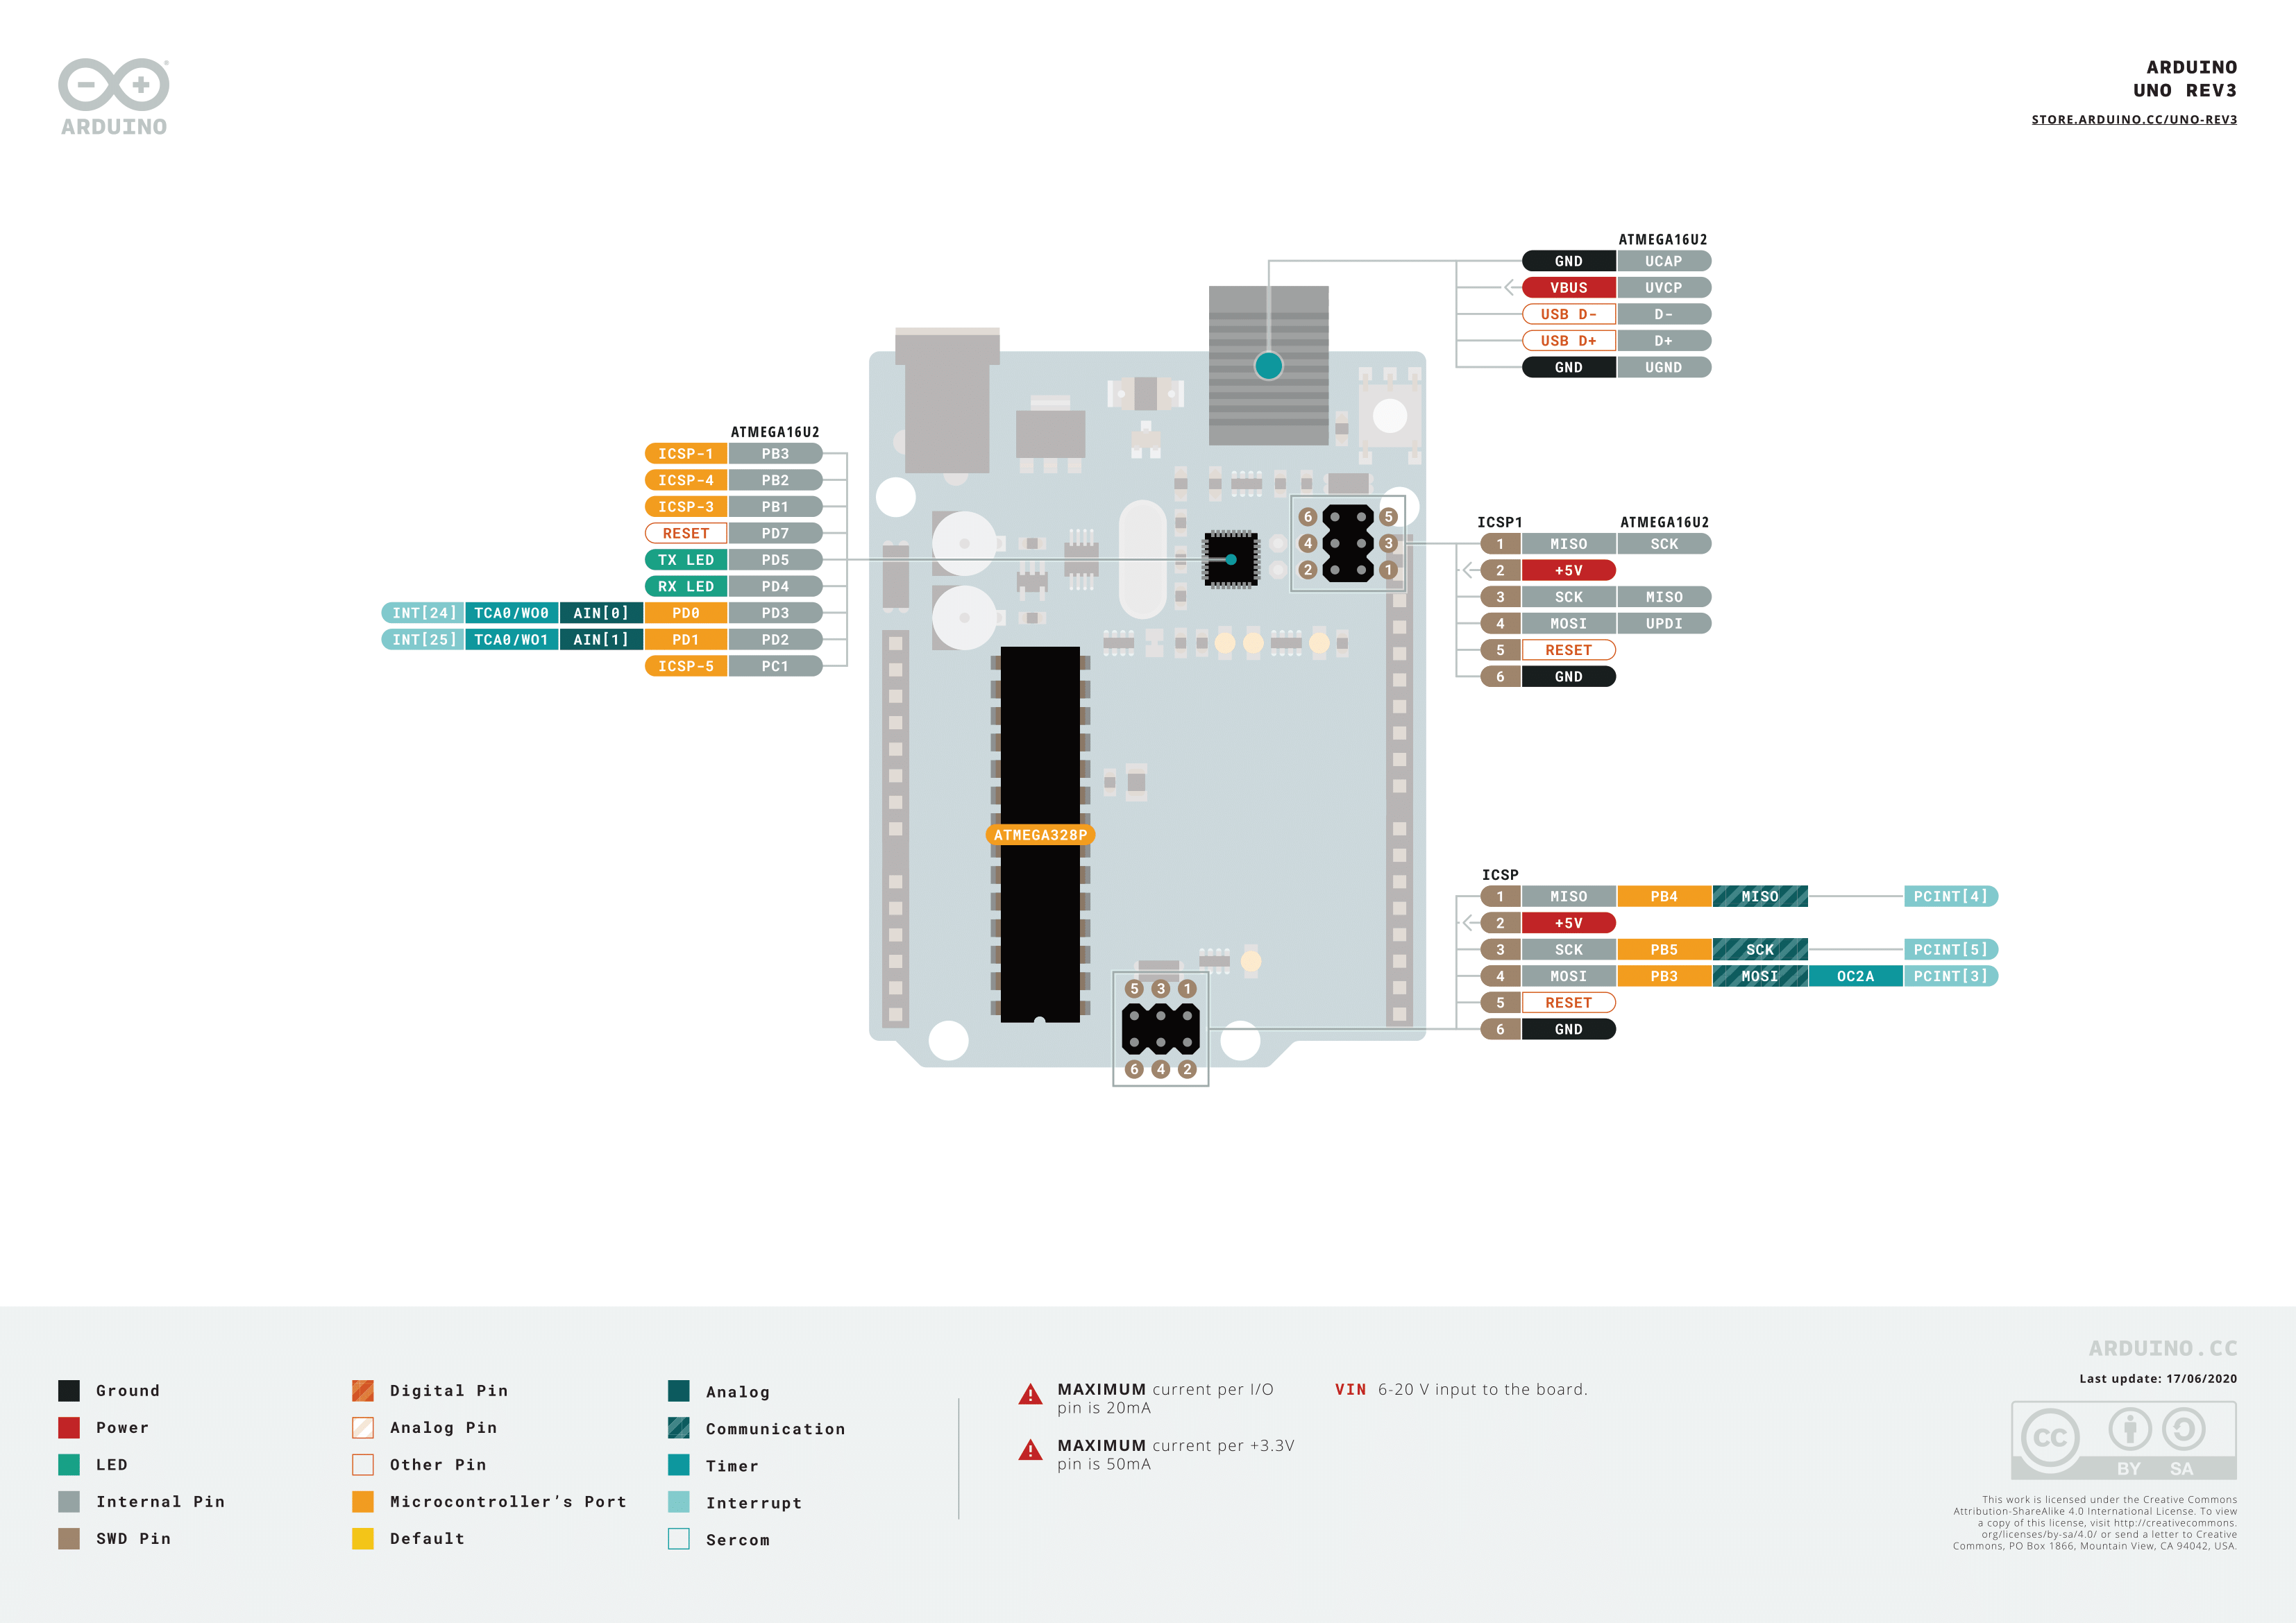 ARDUINO
ARDUINO
UNO REV3
STORE.ARDUINO.CC/UNO-REV3
ATMEGA16U2
GND UCAP
VBUS UVCP
USB D- D-
USB D+ D+
GND UGND
ATMEGA16U2
ICSP-1 PB3
ICSP-4 PB2
ICSP-3 PB1
RESET PD7
TX LED PD5
RX LED PD4
INT[24] TCA0/WO0 AIN[0] PD0 PD3
INT[25] TCA0/WO1 AIN[1] PD1 PD2
ICSP-5 PC1
6 5
4 3
2 1
ICSP1 ATMEGA16U2
1 MISO SCK
2 +5V
3 SCK MISO
4 MOSI UPDI
5 RESET
6 GND
ATMEGA328P
ICSP
1 MISO PB4 MISO PCINT[4]
2 +5V
3 SCK PB5 SCK PCINT[5]
4 MOSI PB3 MOSI OC2A PCINT[3]
5 RESET
6 GND
5 3 1
6 4 2
Ground
Power
LED
Internal Pin
SWD Pin
Digital Pin
Analog Pin
Other Pin
Microcontroller's Port
Default
Analog
Communication
Timer
Interrupt
Sercom
MAXIMUM current per I/O
pin is 20mA
MAXIMUM current per +3.3V
pin is 50mA
VIN 6-20 V input to the board.
ARDUINO.CC
Last update: 17/06/2020
CC
BY SA
This work is licensed under the Creative Commons
Attribution-ShareAlike 4.0 International License. To view
a copy of this license, visit http://creativecommons.
org/licenses/by-sa/4.0/ or send a letter to Creative
Commons, PO Box 1866, Mountain View, CA 94042, USA.